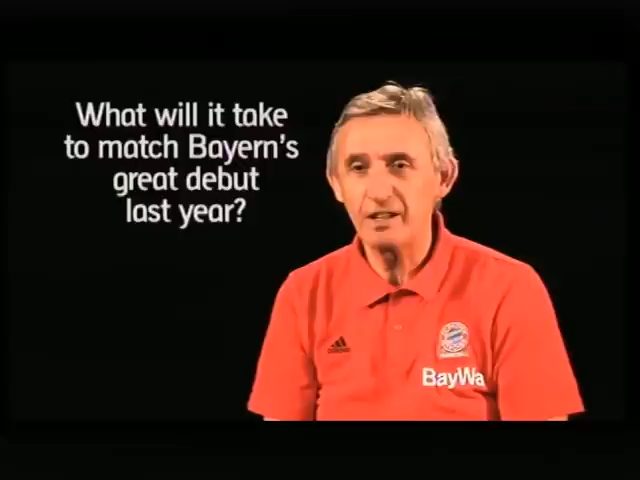 What will it take
to match Bayern's
great debut
last year?
adidas
BayWa